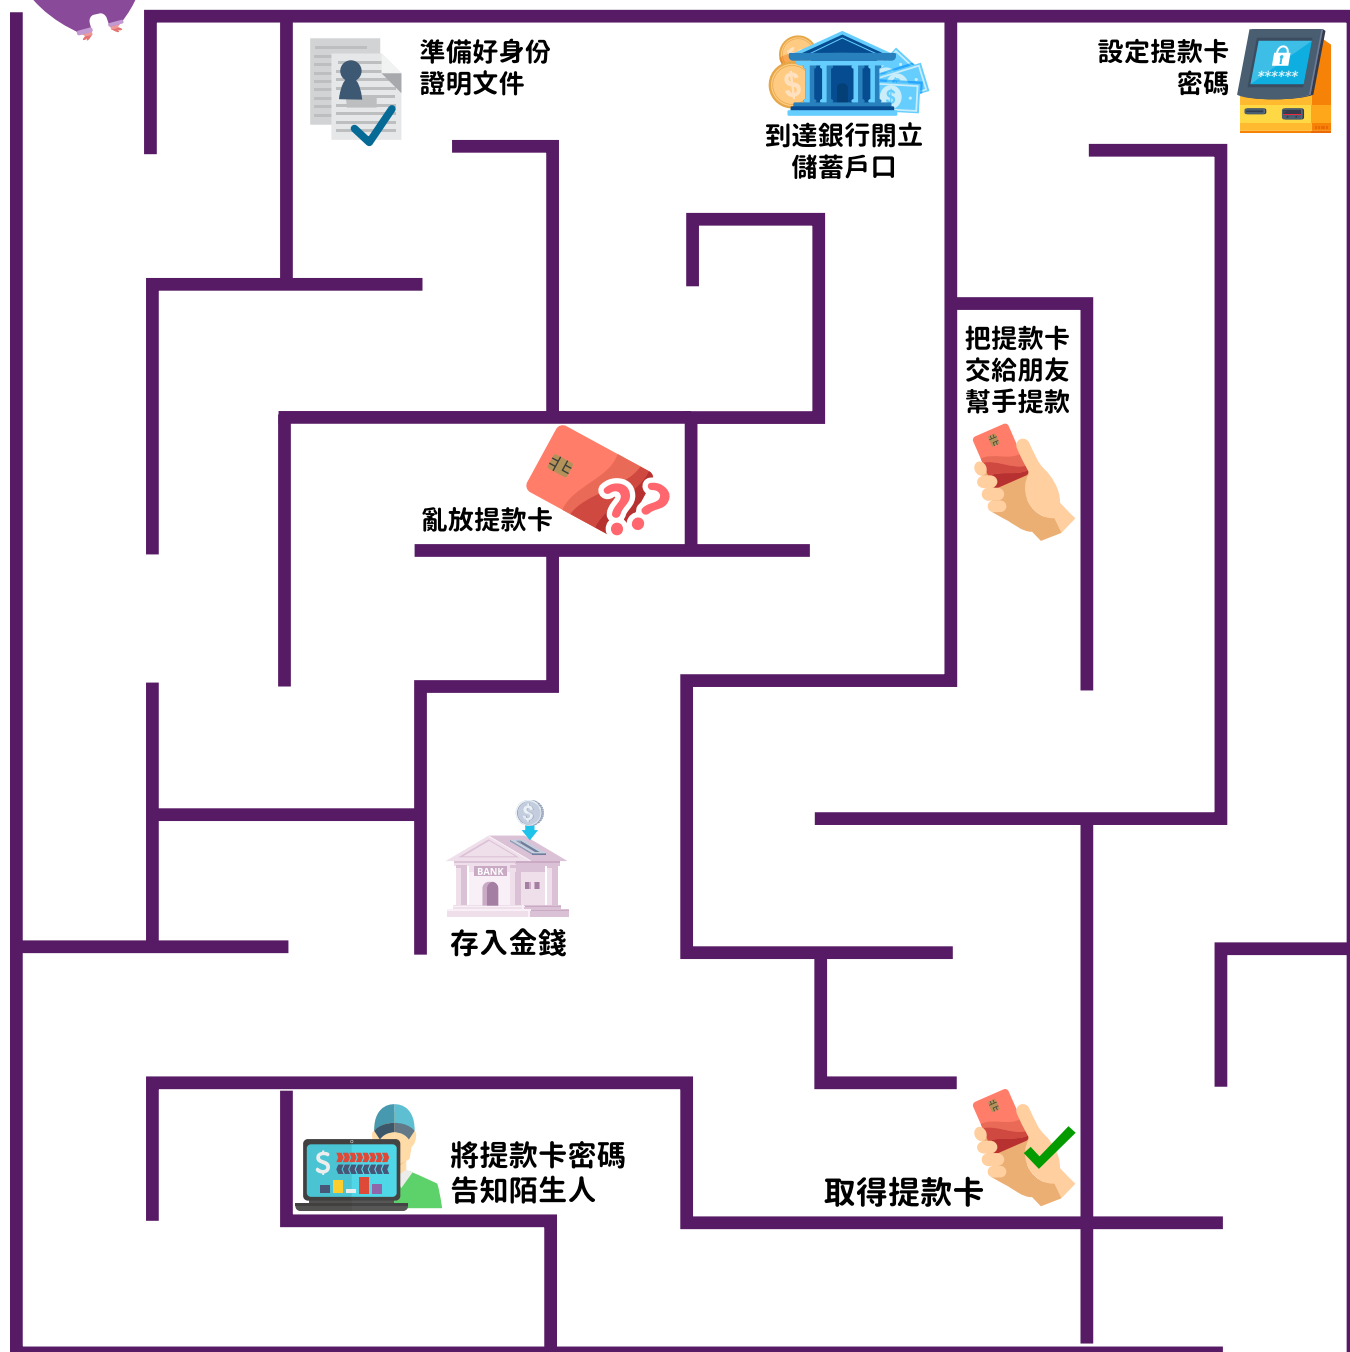 準備好身份
證明文件
到達銀行開立
儲蓄戶口
設定提款卡
密碼
******
把提款卡
交給朋友
幫手提款
亂放提款卡
??
$
BANK
存入金錢
$
將提款卡密碼
告知陌生人
取得提款卡